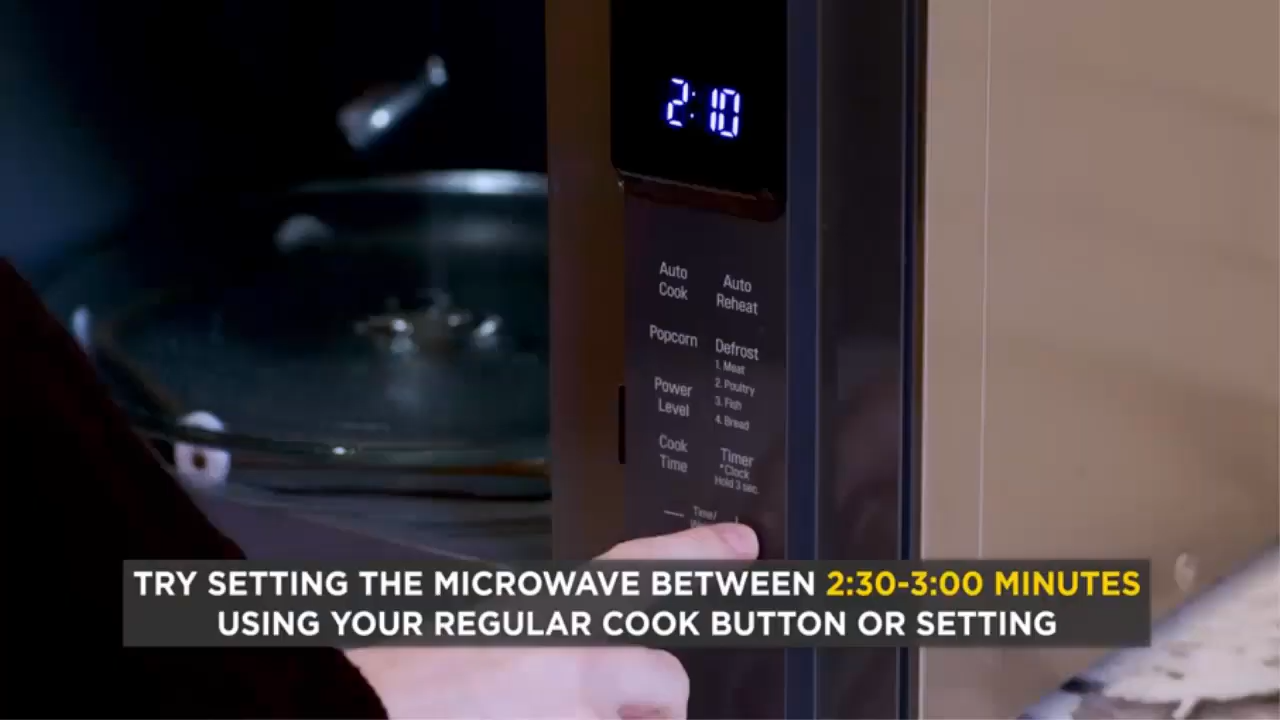 2:10
Auto
Cook
Auto
Reheat
Popcorn
Defrost
1. Meat
2. Poultry
3. Fish
4. Bread
Power
Level
Cook
Time
Timer
*Clock
Hold 3 sec.
Time/
TRY SETTING THE MICROWAVE BETWEEN 2:30-3:00 MINUTES
USING YOUR REGULAR COOK BUTTON OR SETTING